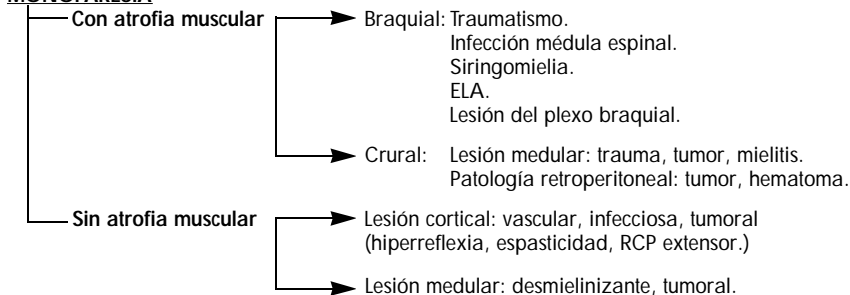 MONOPARESIA
Con atrofia muscular
Braquial: Traumatismo.
Infección médula espinal.
Siringomielia.
ELA.
Lesión del plexo braquial.
Crural: Lesión medular: trauma, tumor, mielitis.
Patología retroperitoneal: tumor, hematoma.
Sin atrofia muscular
Lesión cortical: vascular, infecciosa, tumoral
(hiperreflexia, espasticidad, RCP extensor.)
Lesión medular: desmielinizante, tumoral.